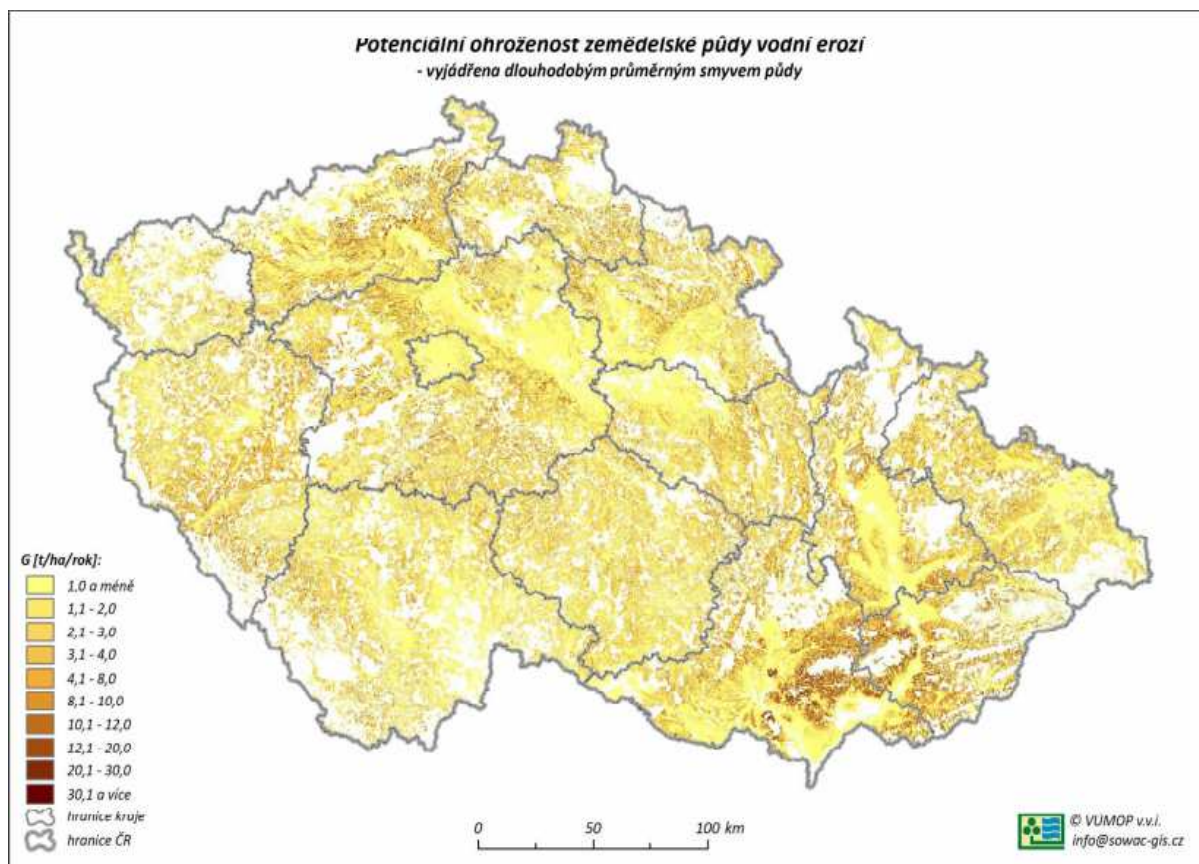 Potenciální ohroženost zemědelské půdy vodní erozí
- vyjádřena dlouhodobým průměrným smyvem půdy
G [t/ha/rok]:
1,0 a méně
1,1 - 2,0
2,1 - 3,0
3,1 - 4,0
4,1 - 8,0
8,1 - 10,0
10,1 - 12,0
12,1 - 20,0
20,1 - 30,0
30,1 a více
hranice kraje
hranice ČR
0 50 100 km
© VUMOP v.v.i.
info@sowac-gis.cz